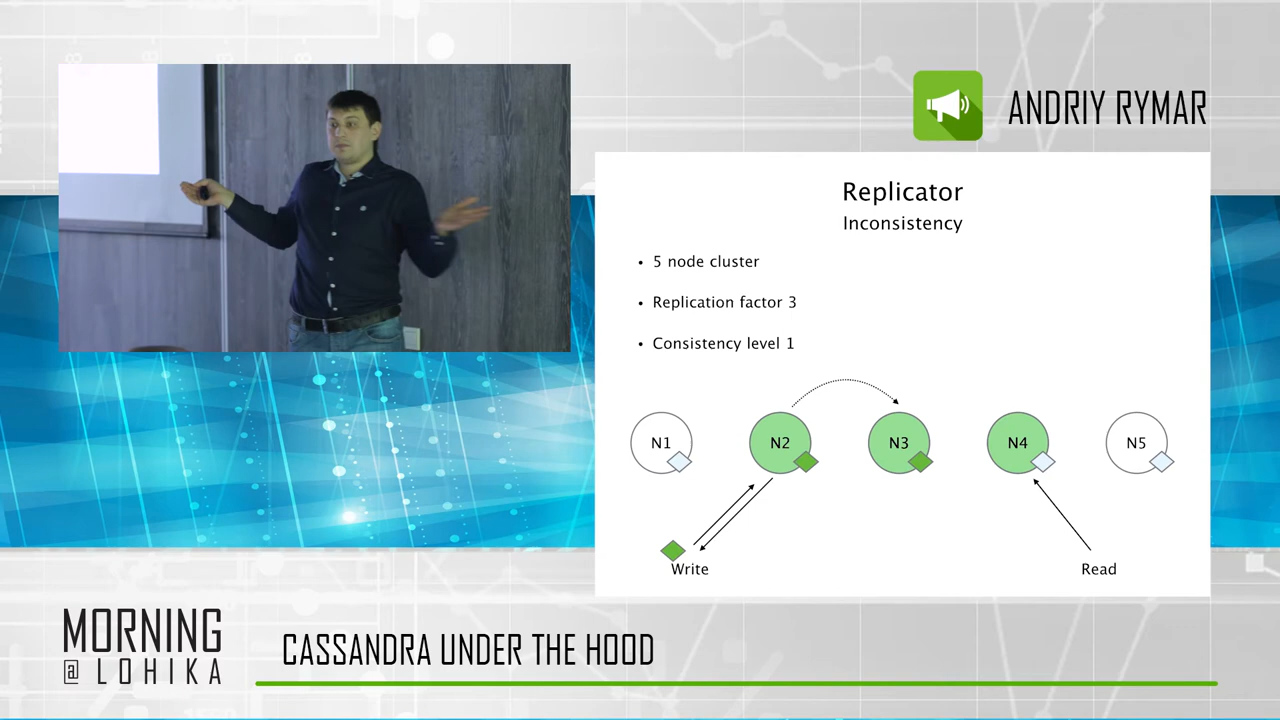 ANDRIY RYMAR
Replicator
Inconsistency
• 5 node cluster
• Replication factor 3
• Consistency level 1
N1 N2 N3 N4 N5
Write Read
MORNING
@ LOHIKA
CASSANDRA UNDER THE HOOD